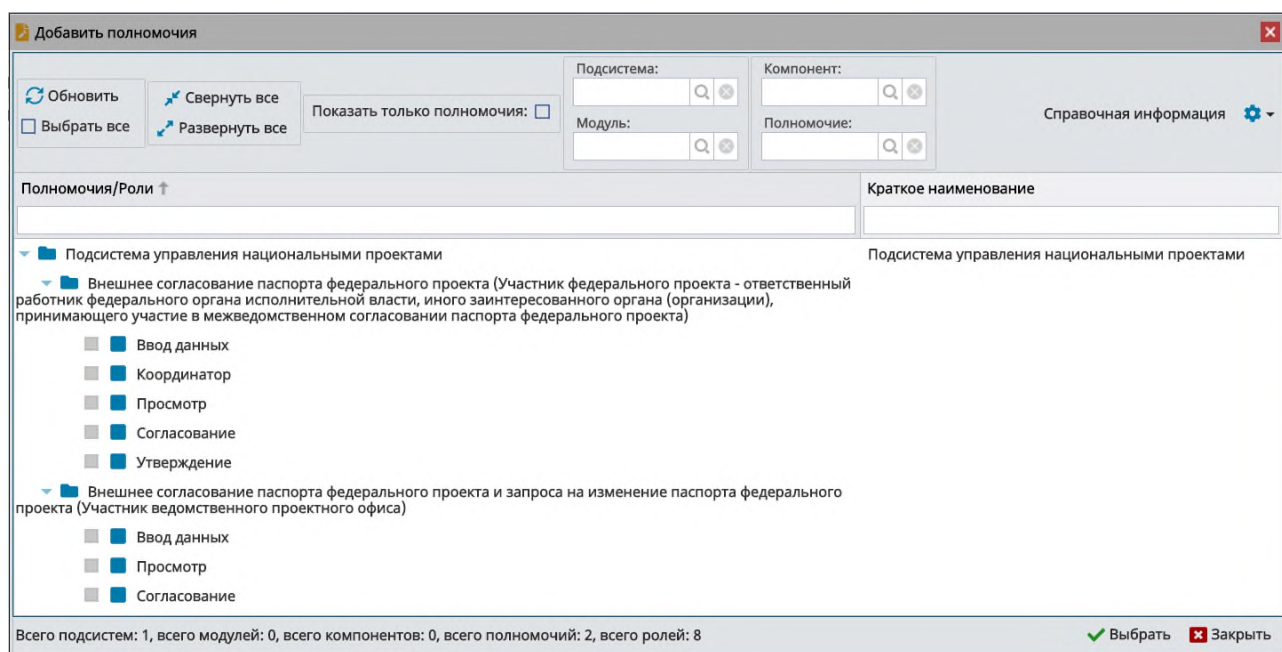 Добавить полномочия
Обновить
Выбрать все
Свернуть все
Развернуть все
Показать только полномочия:
Подсистема:
Модуль:
Компонент:
Полномочие:
Справочная информация
Полномочия/Роли
Краткое наименование
Подсистема управления национальными проектами
Подсистема управления национальными проектами
Внешнее согласование паспорта федерального проекта (Участник федерального проекта - ответственный
работник федерального органа исполнительной власти, иного заинтересованного органа (организации),
принимающего участие в межведомственном согласовании паспорта федерального проекта)
Ввод данных
Координатор
Просмотр
Согласование
Утверждение
Внешнее согласование паспорта федерального проекта и запроса на изменение паспорта федерального
проекта (Участник ведомственного проектного офиса)
Ввод данных
Просмотр
Согласование
Всего подсистем: 1, всего модулей: 0, всего компонентов: 0, всего полномочий: 2, всего ролей: 8
Выбрать
Закрыть